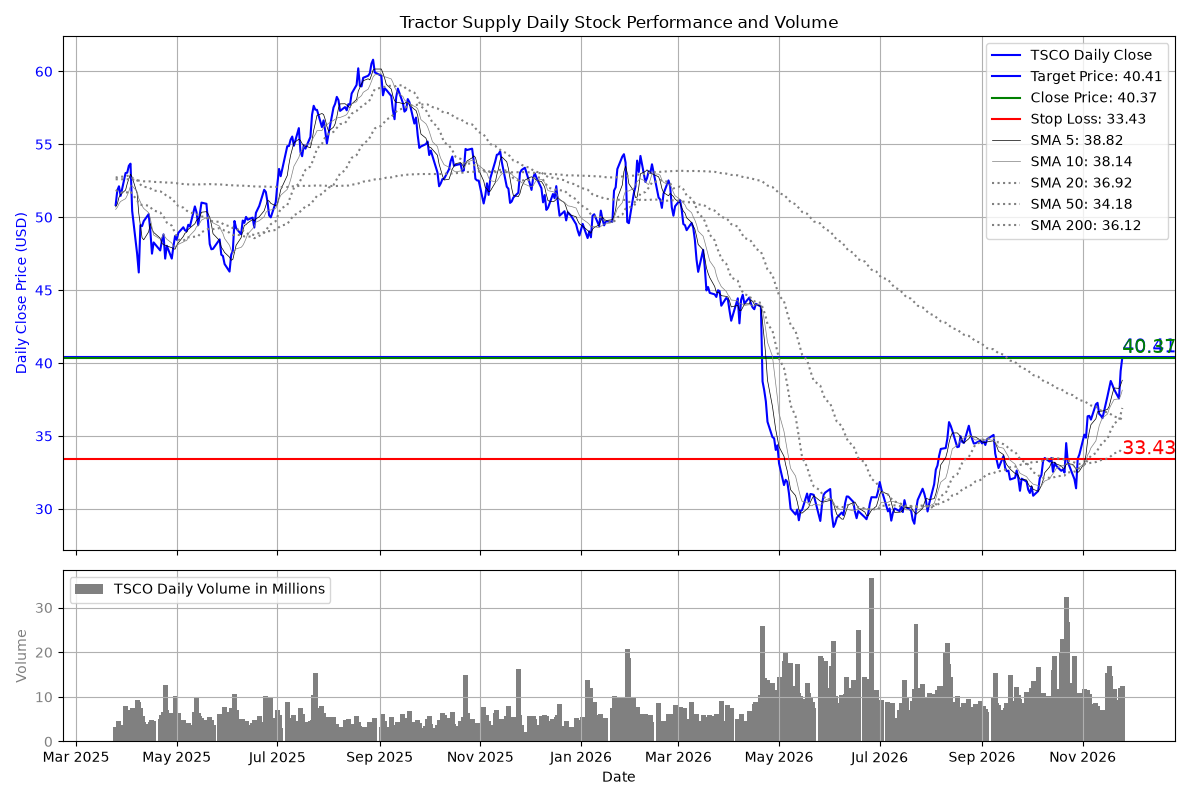 Tractor Supply Daily Stock Performance and Volume
TSCO Daily Close
Target Price: 40.41
Close Price: 40.37
Stop Loss: 33.43
SMA 5: 38.82
SMA 10: 38.14
SMA 20: 36.92
SMA 50: 34.18
SMA 200: 36.12
Daily Close Price (USD)
60
55
50
45
40
35
30
40.41
40.37
33.43
TSCO Daily Volume in Millions
Volume
30
20
10
0
Mar 2025 May 2025 Jul 2025 Sep 2025 Nov 2025 Jan 2026 Mar 2026 May 2026 Jul 2026 Sep 2026 Nov 2026
Date